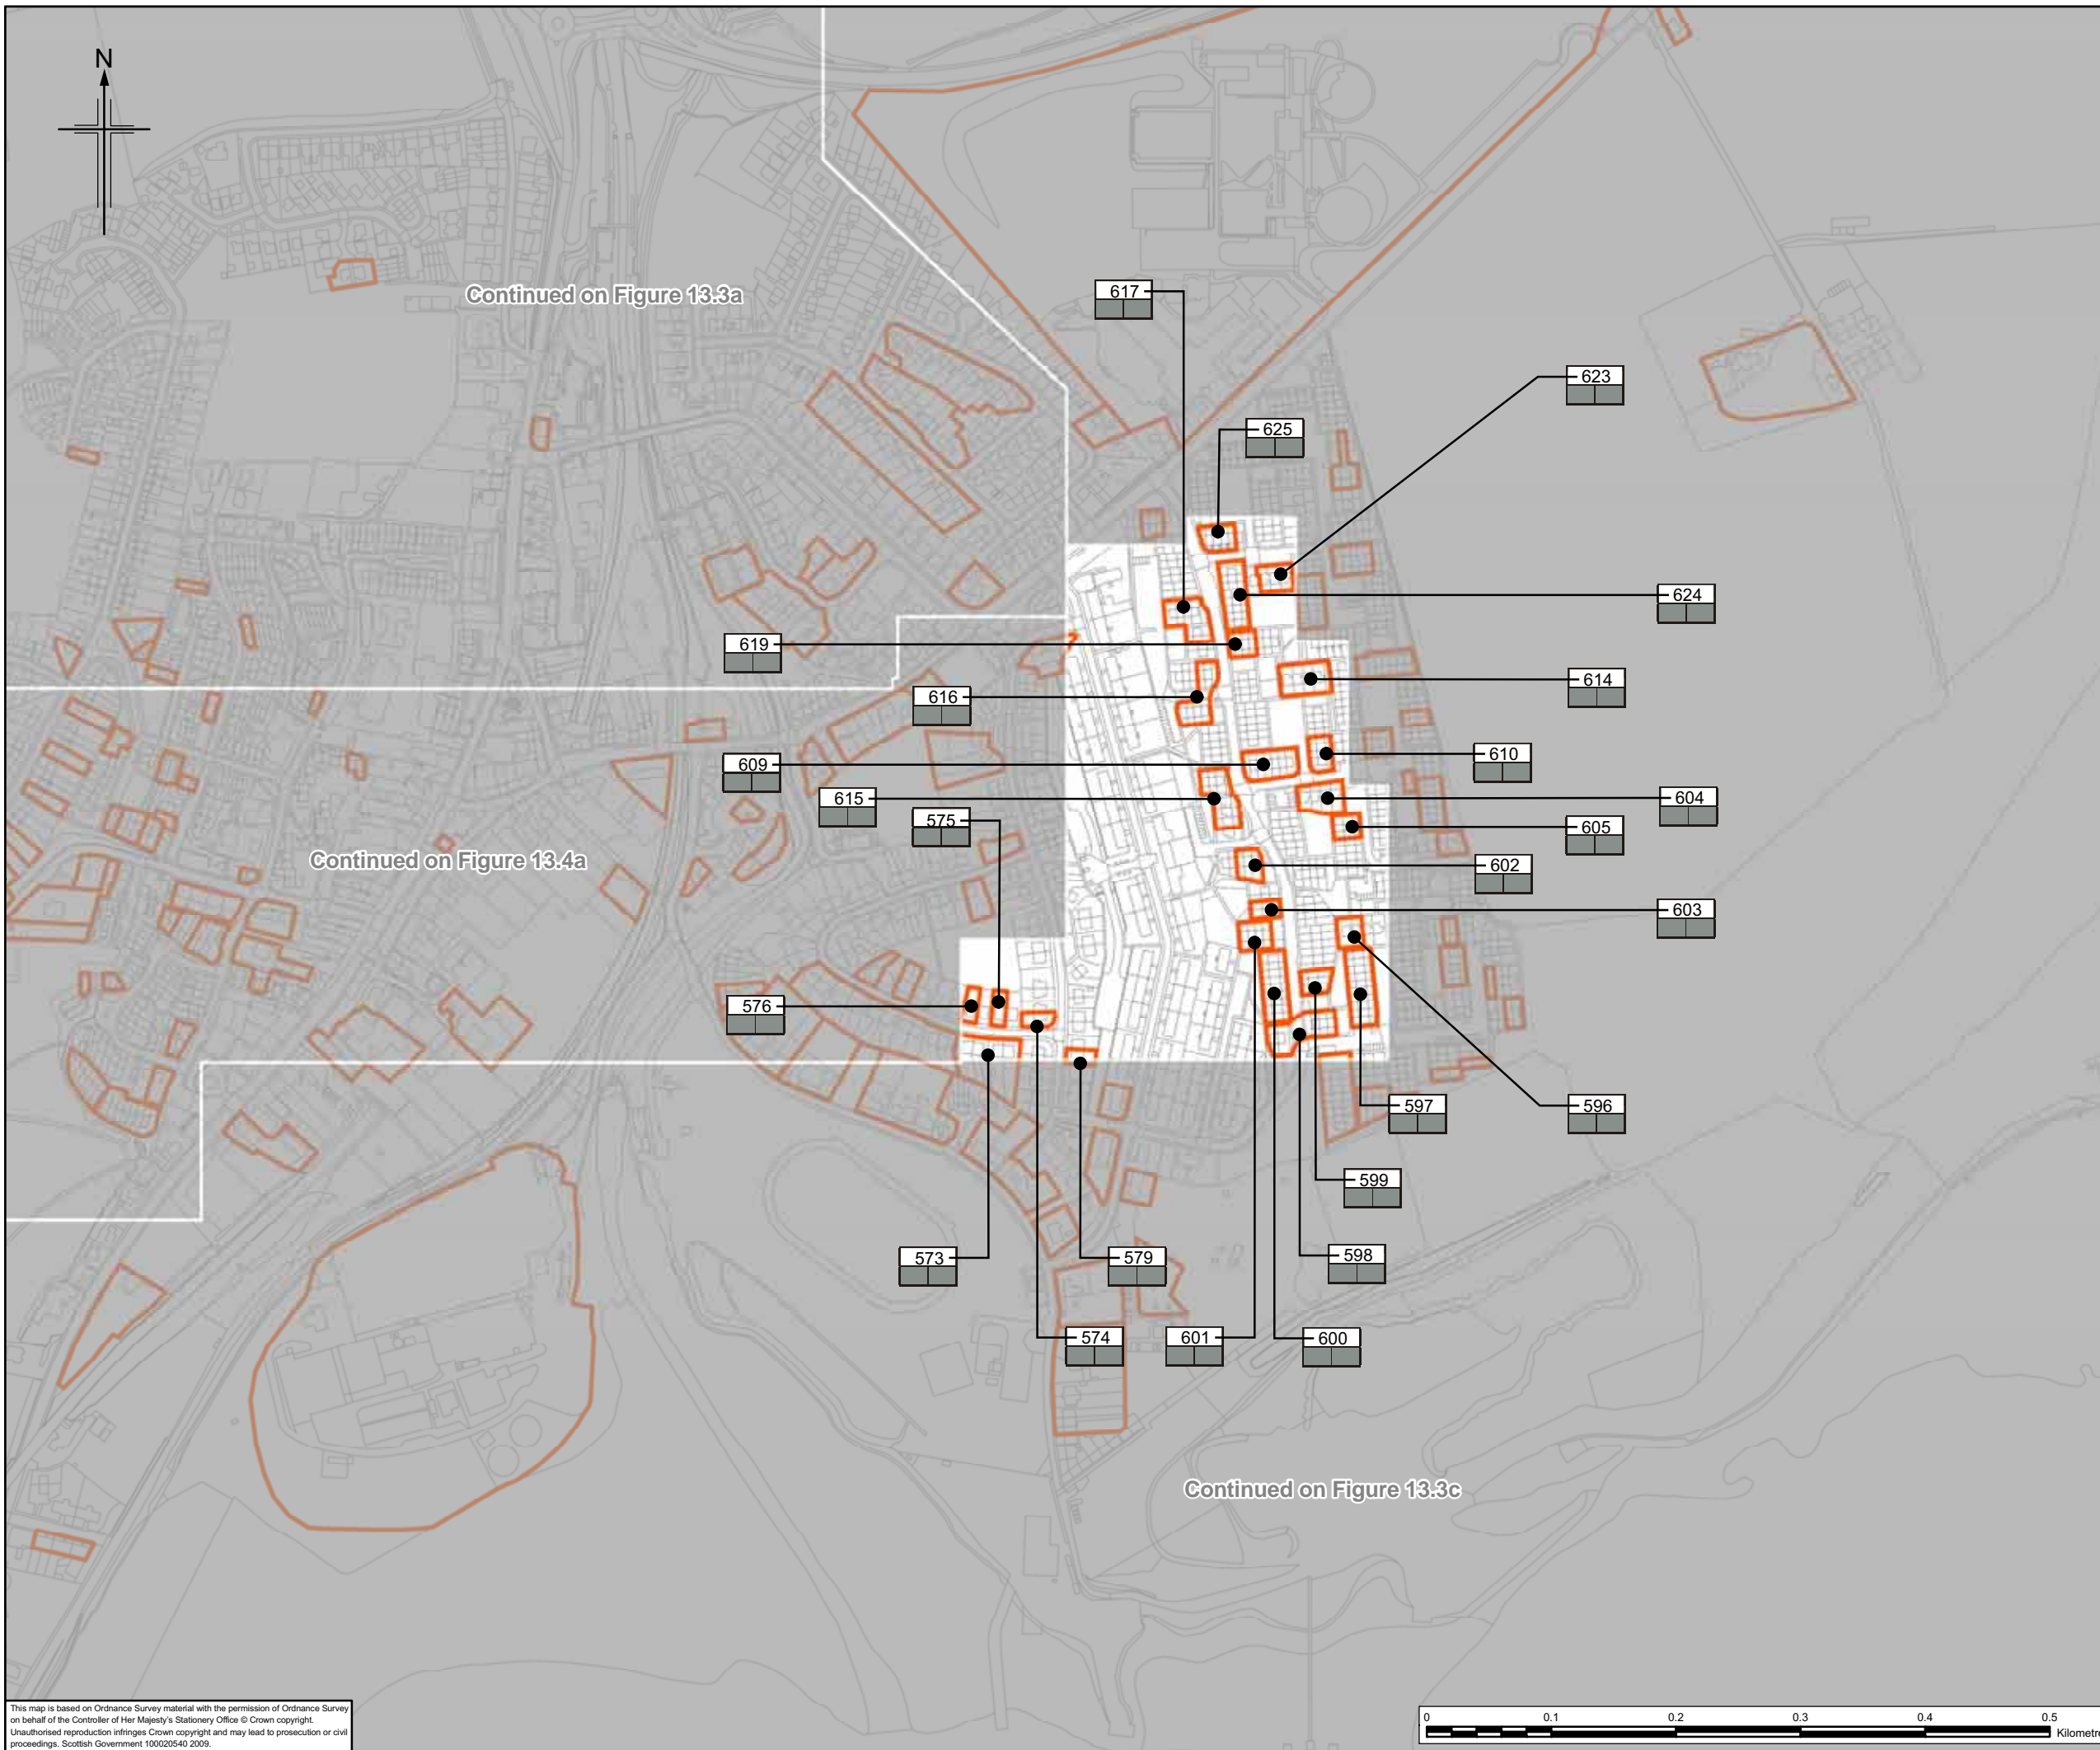 N
Continued on Figure 13.3a
617
623
625
624
619
614
616
610
609
615
604
575
605
Continued on Figure 13.4a
602
603
576
597
596
599
573
579
598
574
601
600
Continued on Figure 13.3c
This map is based on Ordnance Survey material with the permission of Ordnance Survey
on behalf of the Controller of Her Majesty's Stationery Office © Crown copyright.
Unauthorised reproduction infringes Crown copyright and may lead to prosecution or civil
proceedings. Scottish Government 100020540 2009.
0 0.1 0.2 0.3 0.4 0.5
Kilometre